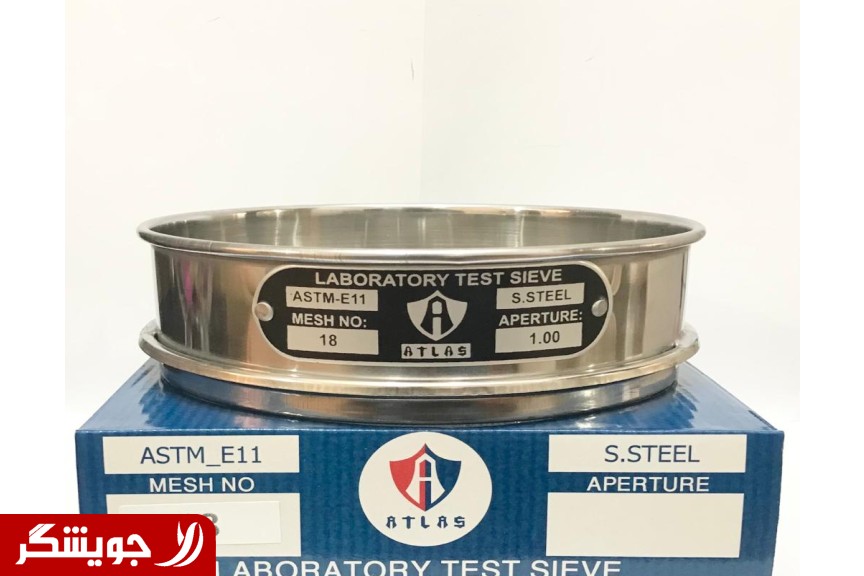 LABORATORY TEST SIEVE
ASTM-E11
S.STEEL
MESH NO:
APERTURE:
18
1.00
ATLAS
ASTM_E11
S.STEEL
MESH NO
APERTURE
ATLAS
LABORATORY TEST SIEVE
جویشگر